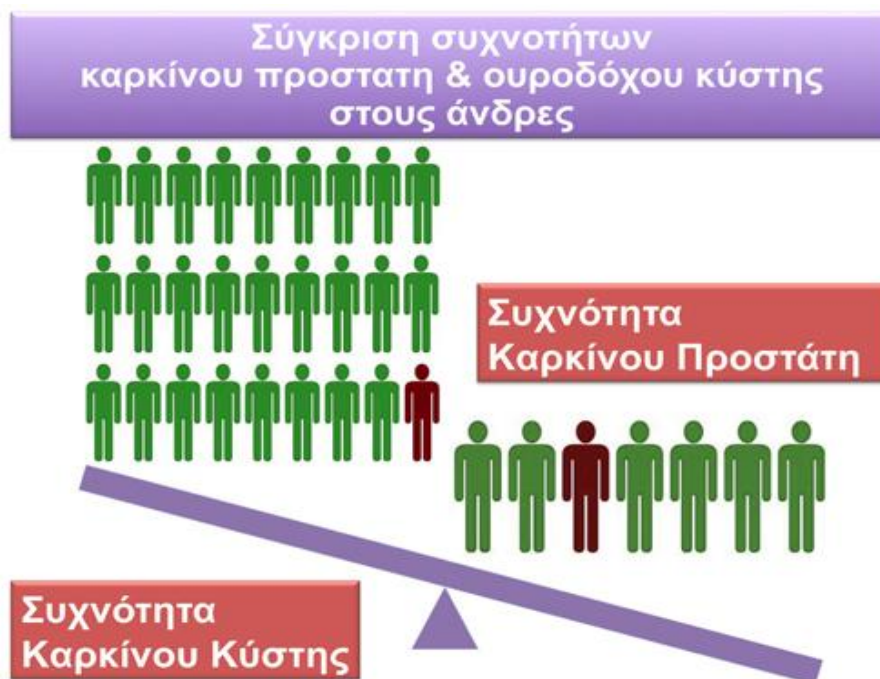 Σύγκριση συχνοτήτων
καρκίνου προστατη & ουροδόχου κύστης
στους άνδρες
Συχνότητα
Καρκίνου Προστάτη
Συχνότητα
Καρκίνου Κύστης